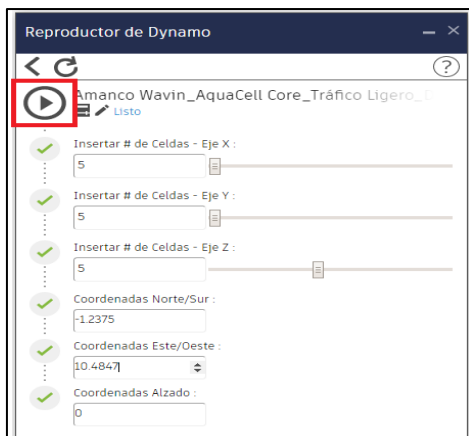 Reproductor de Dynamo
?
Amanco Wavin_AquaCell Core_Tráfico Ligero_
Listo
Insertar # de Celdas - Eje X :
5
Insertar # de Celdas - Eje Y :
5
Insertar # de Celdas - Eje Z :
5
Coordenadas Norte/Sur :
-1.2375
Coordenadas Este/Oeste :
10.4847
Coordenadas Alzado :
0